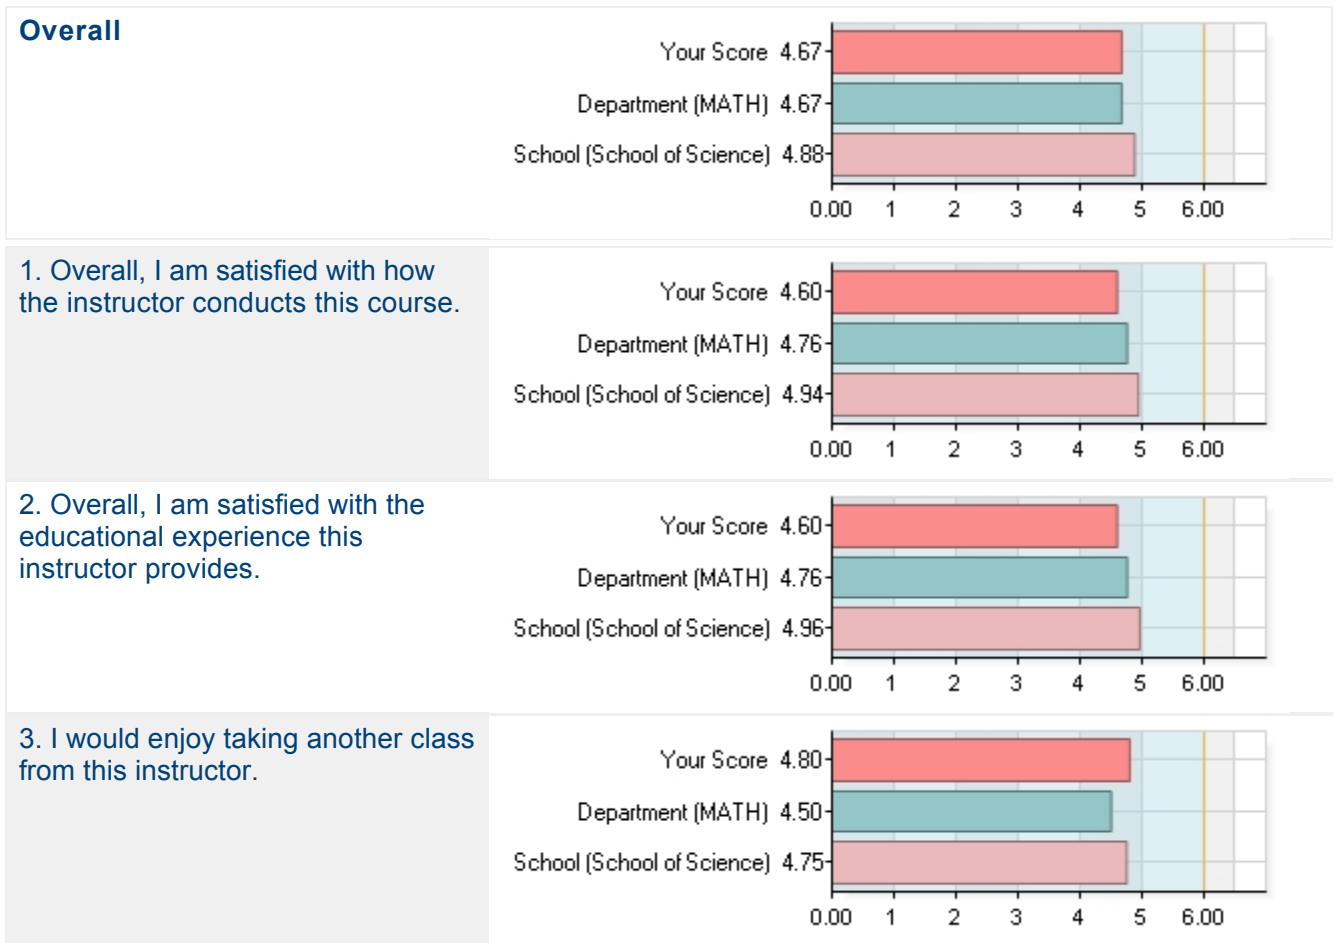 Overall
Your Score 4.67
Department (MATH) 4.67
School (School of Science) 4.88
0.00 1 2 3 4 5 6.00
1. Overall, I am satisfied with how
the instructor conducts this course.
Your Score 4.60
Department (MATH) 4.76
School (School of Science) 4.94
0.00 1 2 3 4 5 6.00
2. Overall, I am satisfied with the
educational experience this
instructor provides.
Your Score 4.60
Department (MATH) 4.76
School (School of Science) 4.96
0.00 1 2 3 4 5 6.00
3. I would enjoy taking another class
from this instructor.
Your Score 4.80
Department (MATH) 4.50
School (School of Science) 4.75
0.00 1 2 3 4 5 6.00